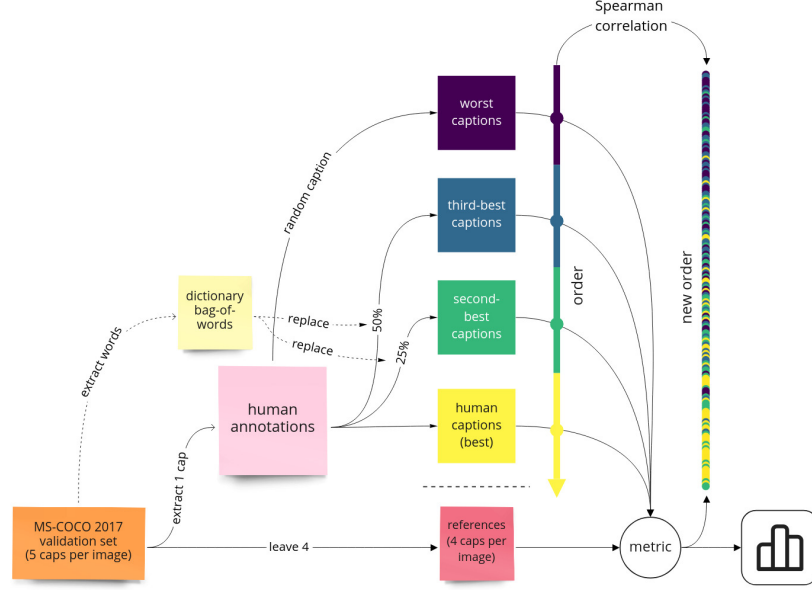 Spearman
correlation
worst
captions
random caption
third-best
captions
dictionary
bag-of-
words
replace
replace
50%
25%
second-
best
captions
order
new order
extract words
human
annotations
human
captions
(best)
extract 1 cap
MS-COCO 2017
validation set
(5 caps per image)
leave 4
references
(4 caps per
image)
metric